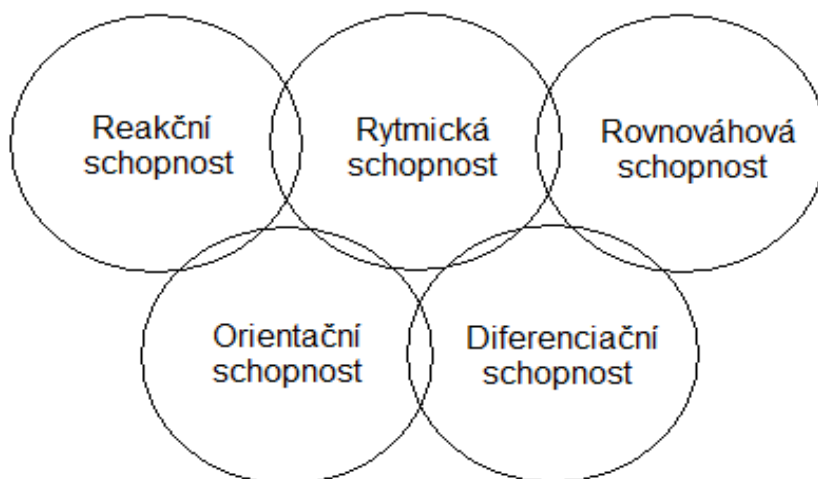 Reakční
schopnost
Rytmická
schopnost
Rovnováhová
schopnost
Orientační
schopnost
Diferenciační
schopnost